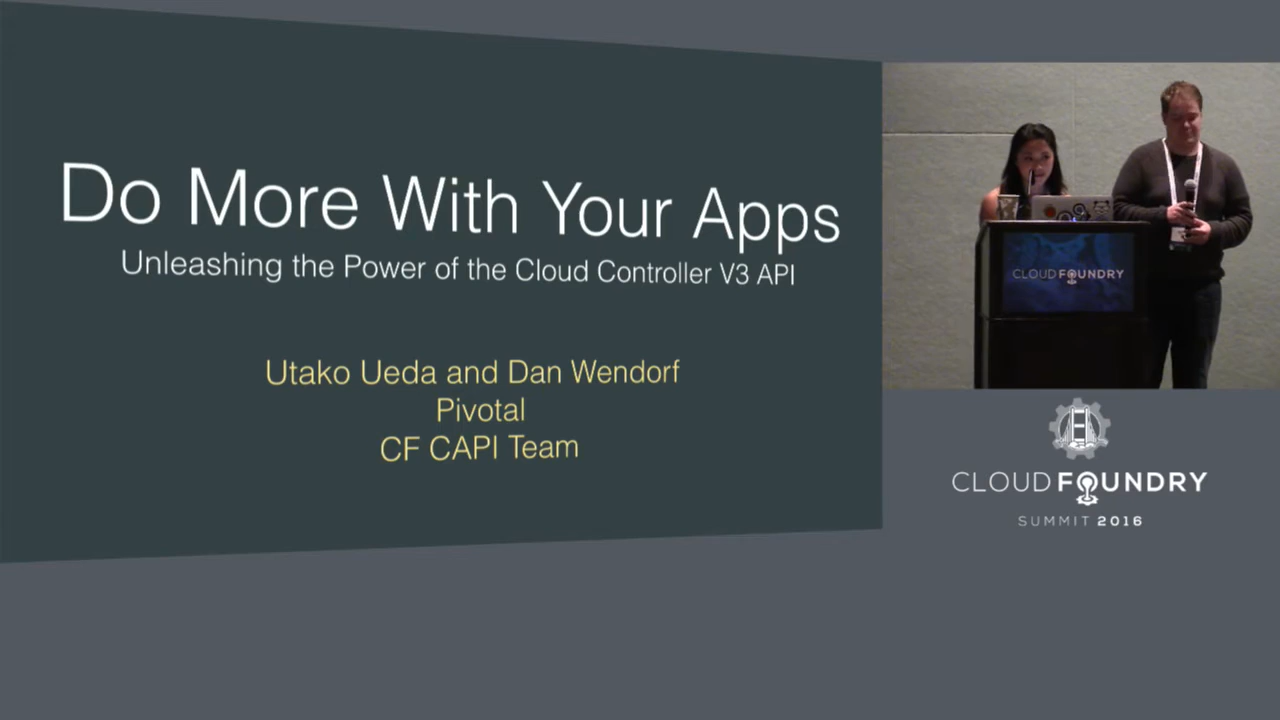 Do More With Your Apps
Unleashing the Power of the Cloud Controller V3 API
Utako Ueda and Dan Wendorf
Pivotal
CF CAPI Team
CLOUDFOUNDRY
CLOUDFOUNDRY
SUMMIT 2016